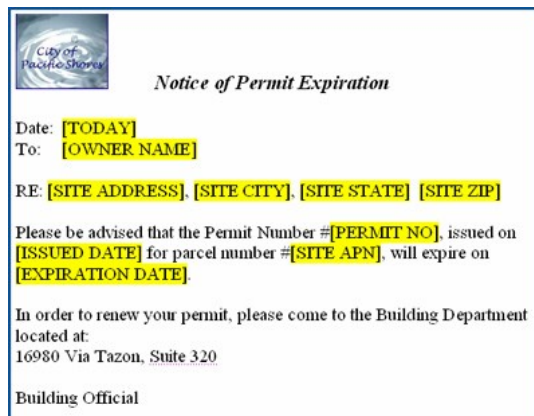 City of
Pacific Shores
Notice of Permit Expiration
Date: [TODAY]
To: [OWNER NAME]
RE: [SITE ADDRESS], [SITE CITY], [SITE STATE] [SITE ZIP]
Please be advised that the Permit Number #[PERMIT NO], issued on
[ISSUED DATE] for parcel number #[SITE APN], will expire on
[EXPIRATION DATE].
In order to renew your permit, please come to the Building Department
located at:
16980 Via Tazon, Suite 320
Building Official